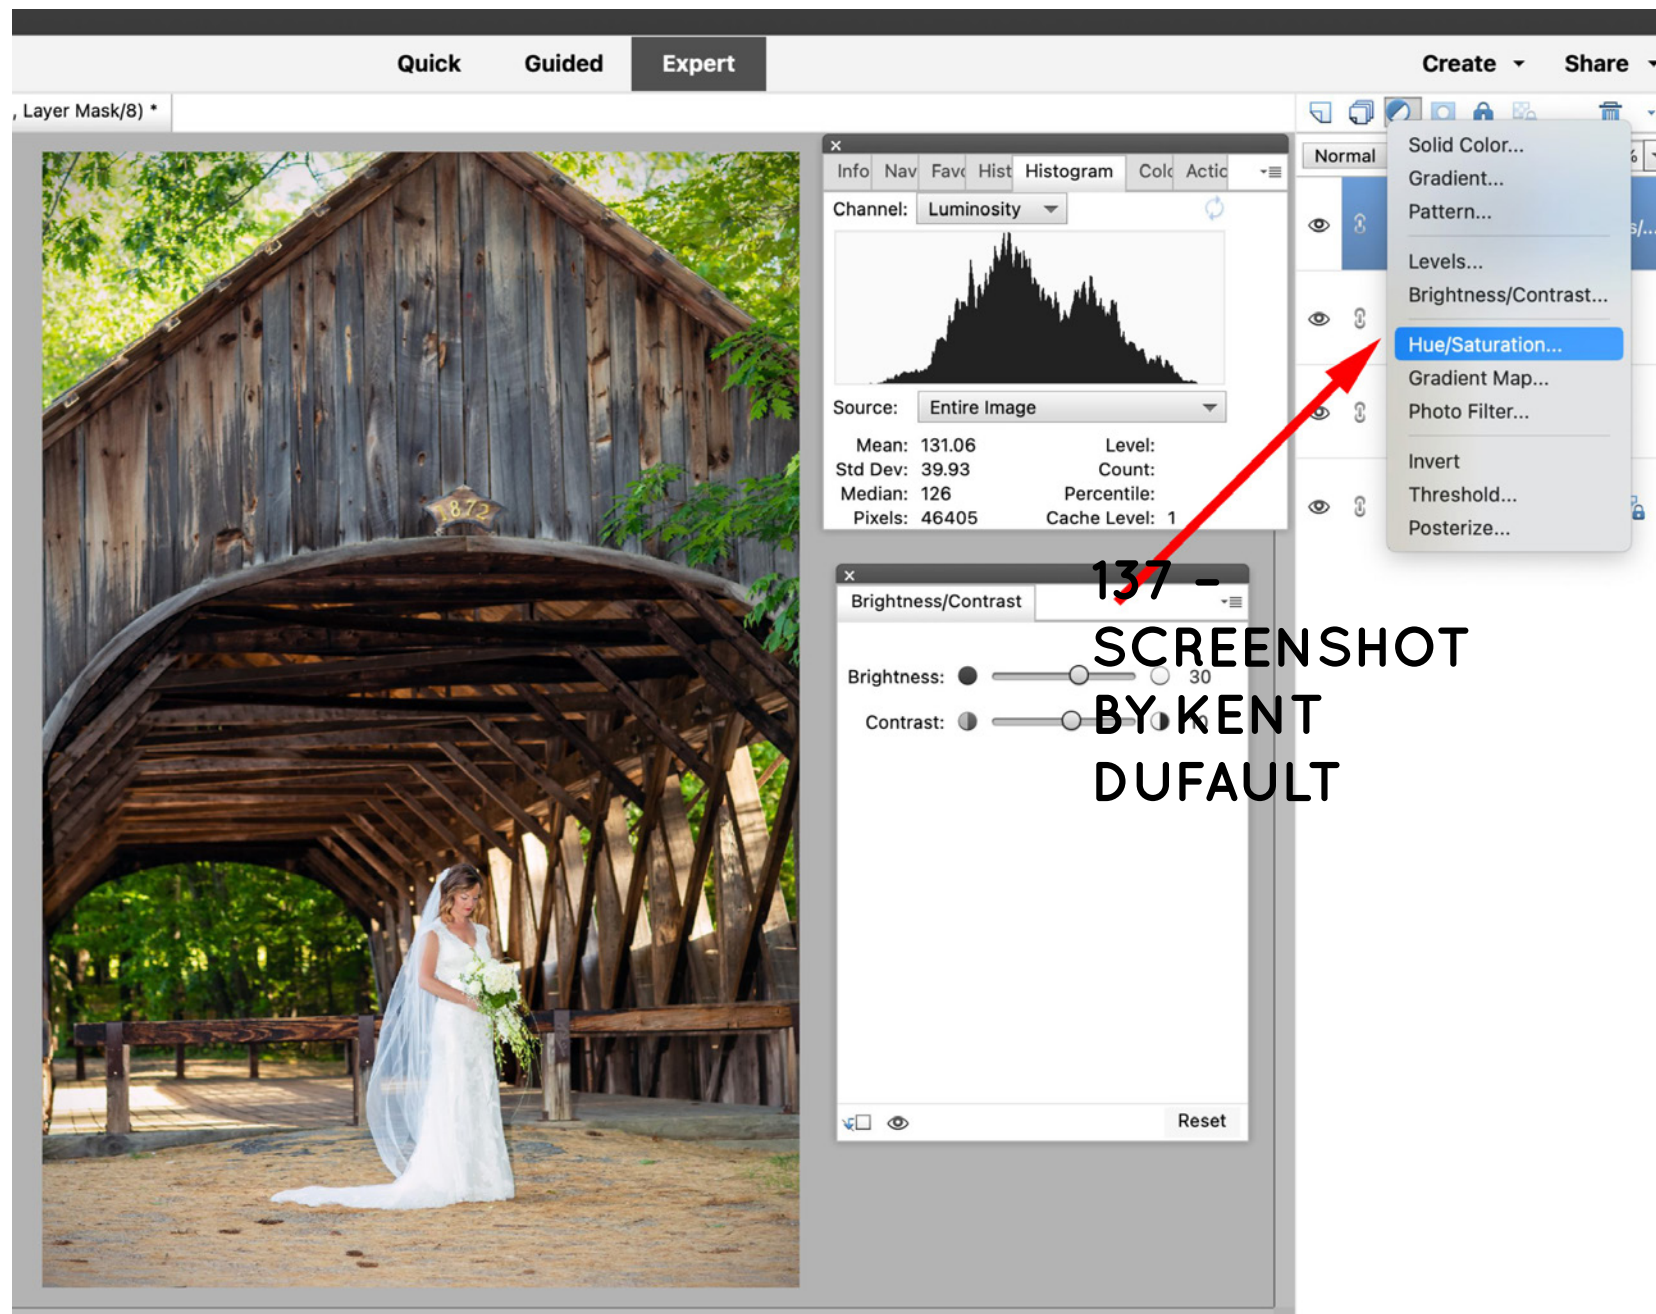 Quick Guided Expert Create Share
, Layer Mask/8) *
Info Nav Favo Hist Histogram Colo Actio
Channel: Luminosity
Source: Entire Image
Mean: 131.06 Level:
Std Dev: 39.93 Count:
Median: 126 Percentile:
Pixels: 46405 Cache Level: 1
Normal
%
s/...
Solid Color...
Gradient...
Pattern...
Levels...
Brightness/Contrast...
Hue/Saturation...
Gradient Map...
Photo Filter...
Invert
Threshold...
Posterize...
1872
Brightness/Contrast
Brightness: 30
Contrast:
Reset
137 –
SCREENSHOT
BY KENT
DUFAULT